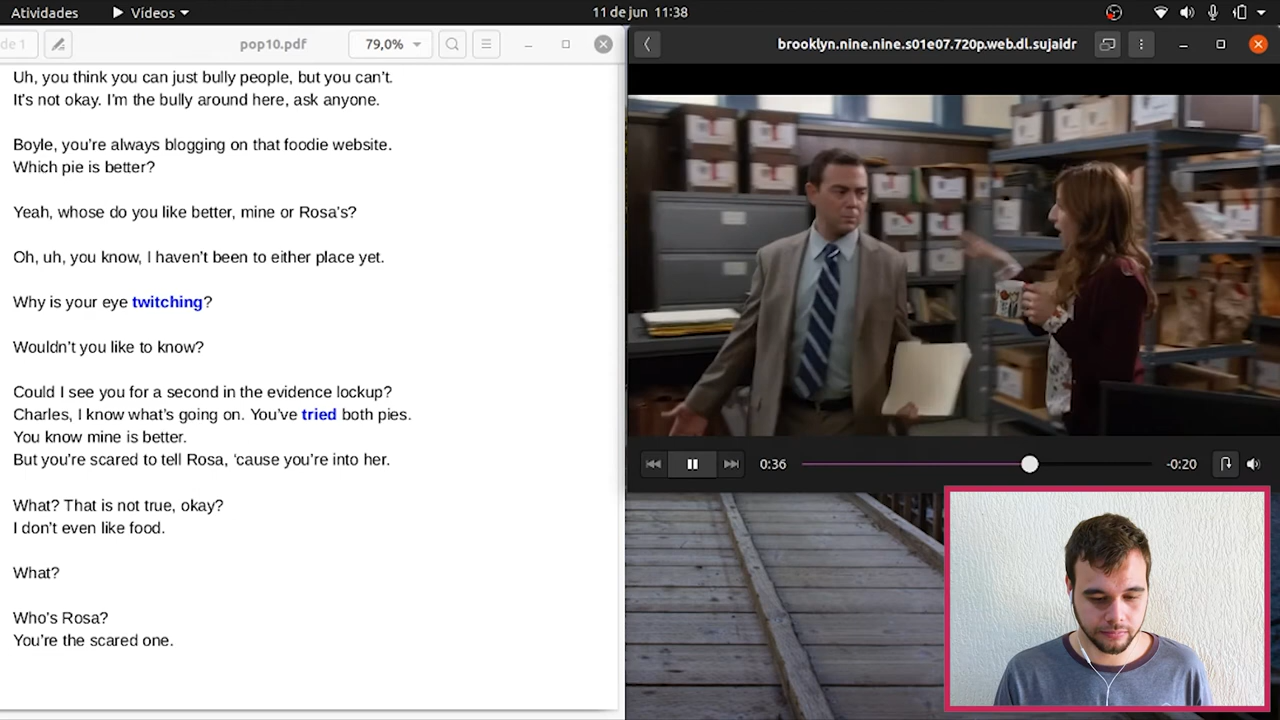 Atividades
Vídeos
11 de jun 11:38
de 1
pop10.pdf
79,0%
Uh, you think you can just bully people, but you can’t.
It’s not okay. I’m the bully around here, ask anyone.
Boyle, you’re always blogging on that foodie website.
Which pie is better?
Yeah, whose do you like better, mine or Rosa's?
Oh, uh, you know, I haven’t been to either place yet.
Why is your eye twitching?
Wouldn’t you like to know?
Could I see you for a second in the evidence lockup?
Charles, I know what’s going on. You’ve tried both pies.
You know mine is better.
But you’re scared to tell Rosa, ‘cause you’re into her.
What? That is not true, okay?
I don’t even like food.
What?
Who's Rosa?
You’re the scared one.
brooklyn.nine.nine.s01e07.720p.web.dl.sujaidr
0:36
-0:20